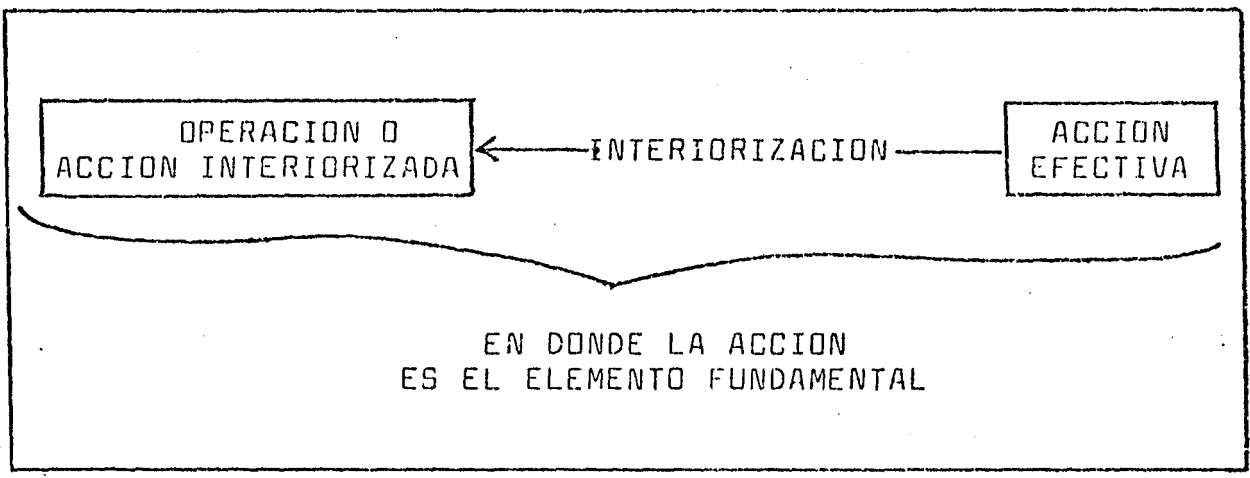 OPERACION O
ACCION INTERIORIZADA
INTERIORIZACION
ACCION
EFECTIVA
EN DONDE LA ACCION
ES EL ELEMENTO FUNDAMENTAL